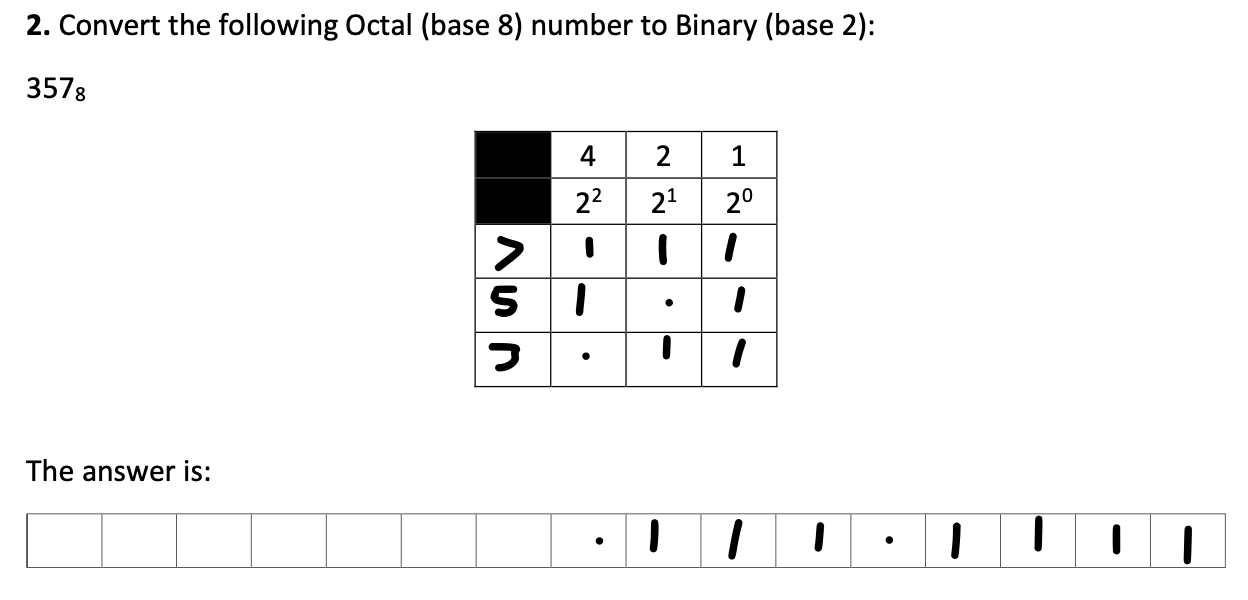 2. Convert the following Octal (base 8) number to Binary (base 2):
357₈
4 2 1
2² 2¹ 2⁰
7 1 1 1
5 1 . 1
3 . 1 1
The answer is:
. 1 1 1 . 1 1 1 1